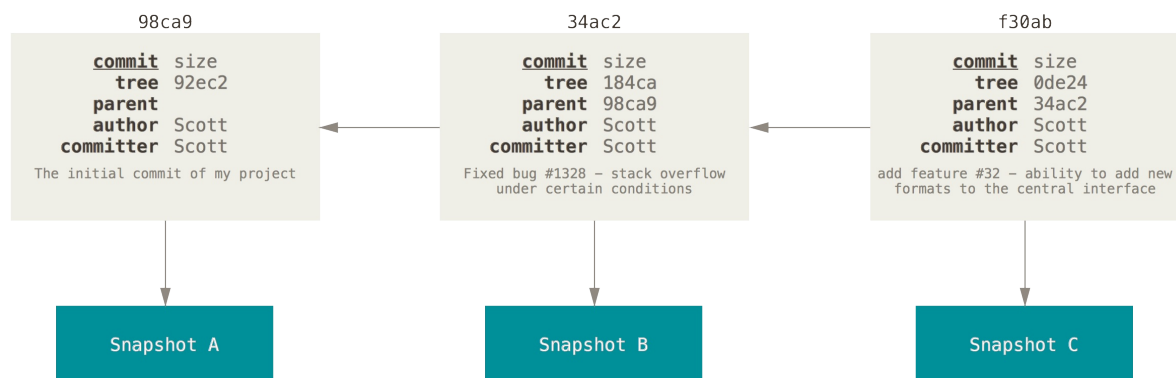 98ca9
commit size
tree 92ec2
parent
author Scott
committer Scott
The initial commit of my project
Snapshot A
34ac2
commit size
tree 184ca
parent 98ca9
author Scott
committer Scott
Fixed bug #1328 – stack overflow
under certain conditions
Snapshot B
f30ab
commit size
tree 0de24
parent 34ac2
author Scott
committer Scott
add feature #32 – ability to add new
formats to the central interface
Snapshot C